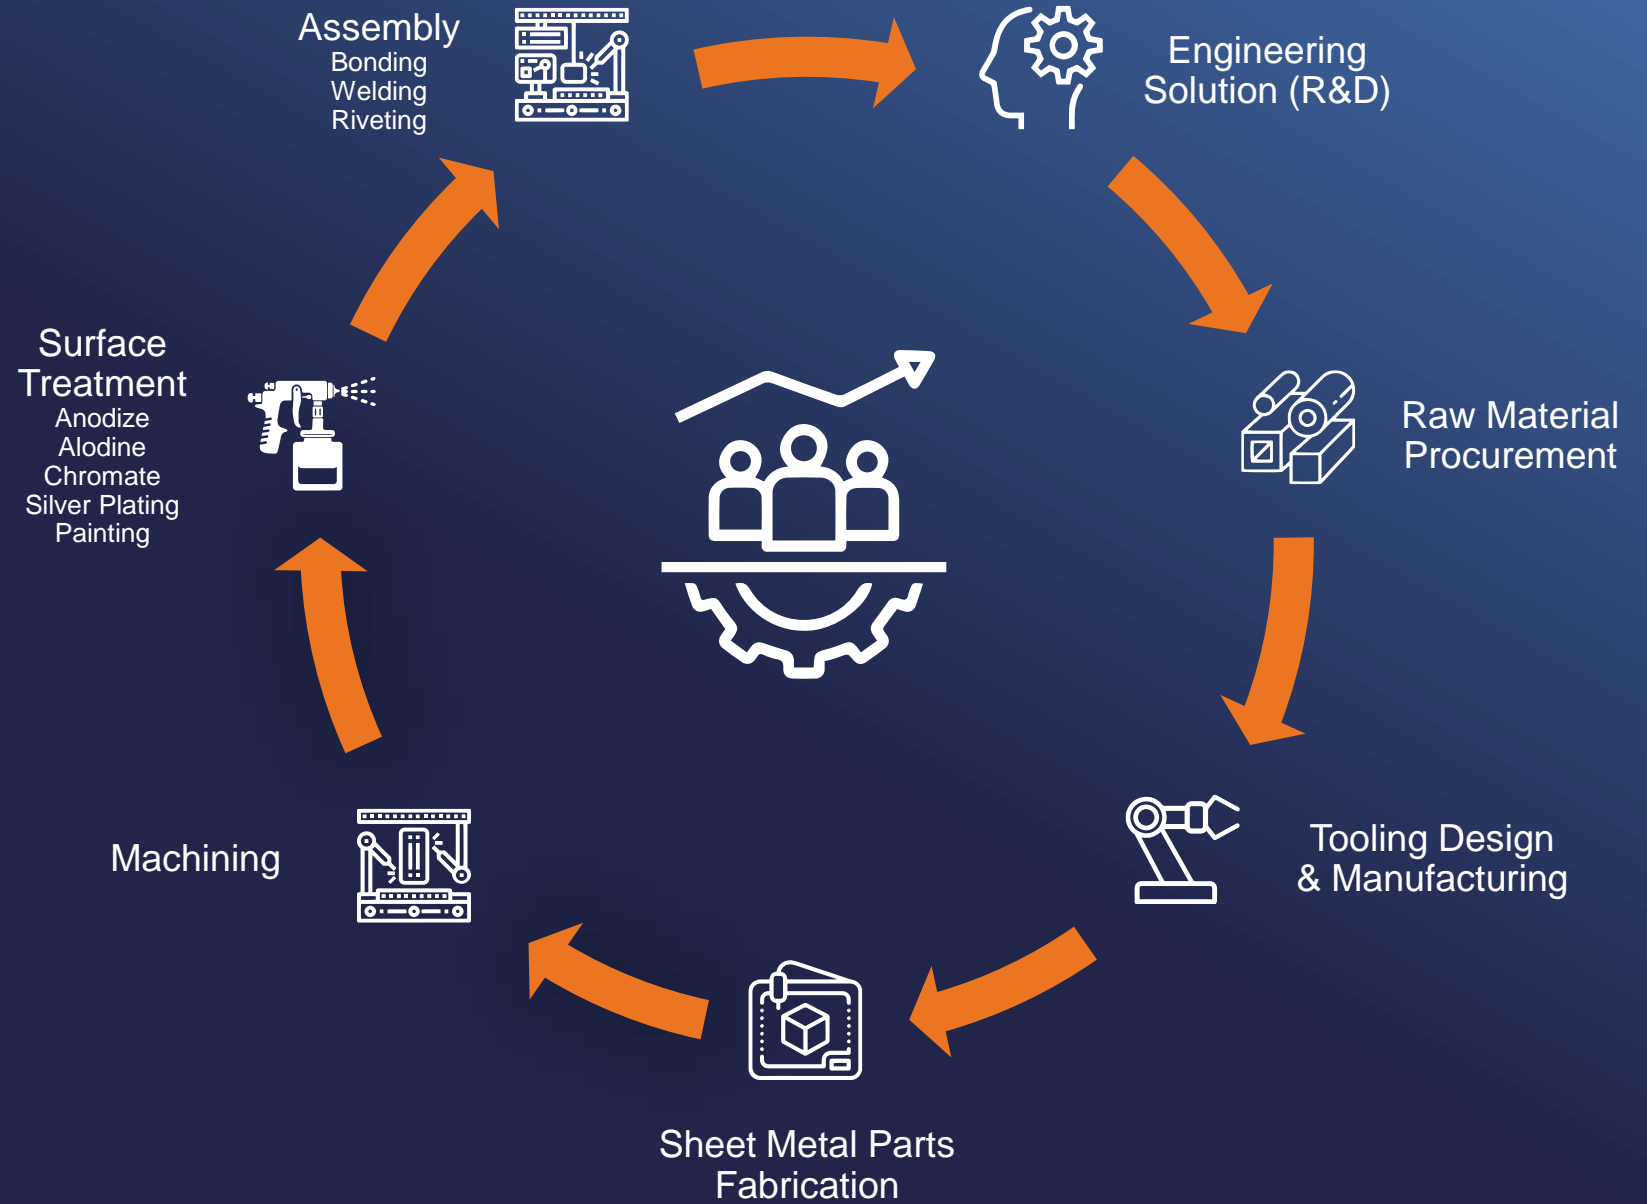 Assembly
Bonding
Welding
Riveting
Engineering
Solution (R&D)
Surface
Treatment
Anodize
Alodine
Chromate
Silver Plating
Painting
Raw Material
Procurement
Machining
Tooling Design
& Manufacturing
Sheet Metal Parts
Fabrication